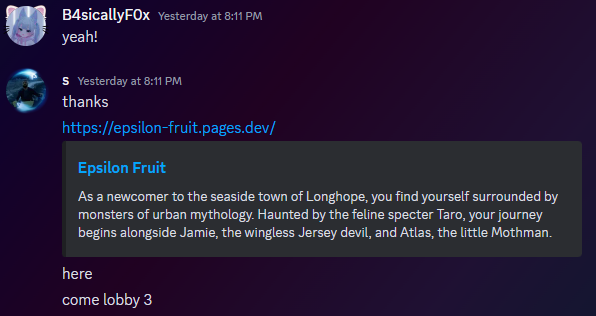 B4sicallyF0x Yesterday at 8:11 PM
yeah!
S Yesterday at 8:11 PM
thanks
https://epsilon-fruit.pages.dev/
Epsilon Fruit
As a newcomer to the seaside town of Longhope, you find yourself surrounded by
monsters of urban mythology. Haunted by the feline specter Taro, your journey
begins alongside Jamie, the wingless Jersey devil, and Atlas, the little Mothman.
here
come lobby 3